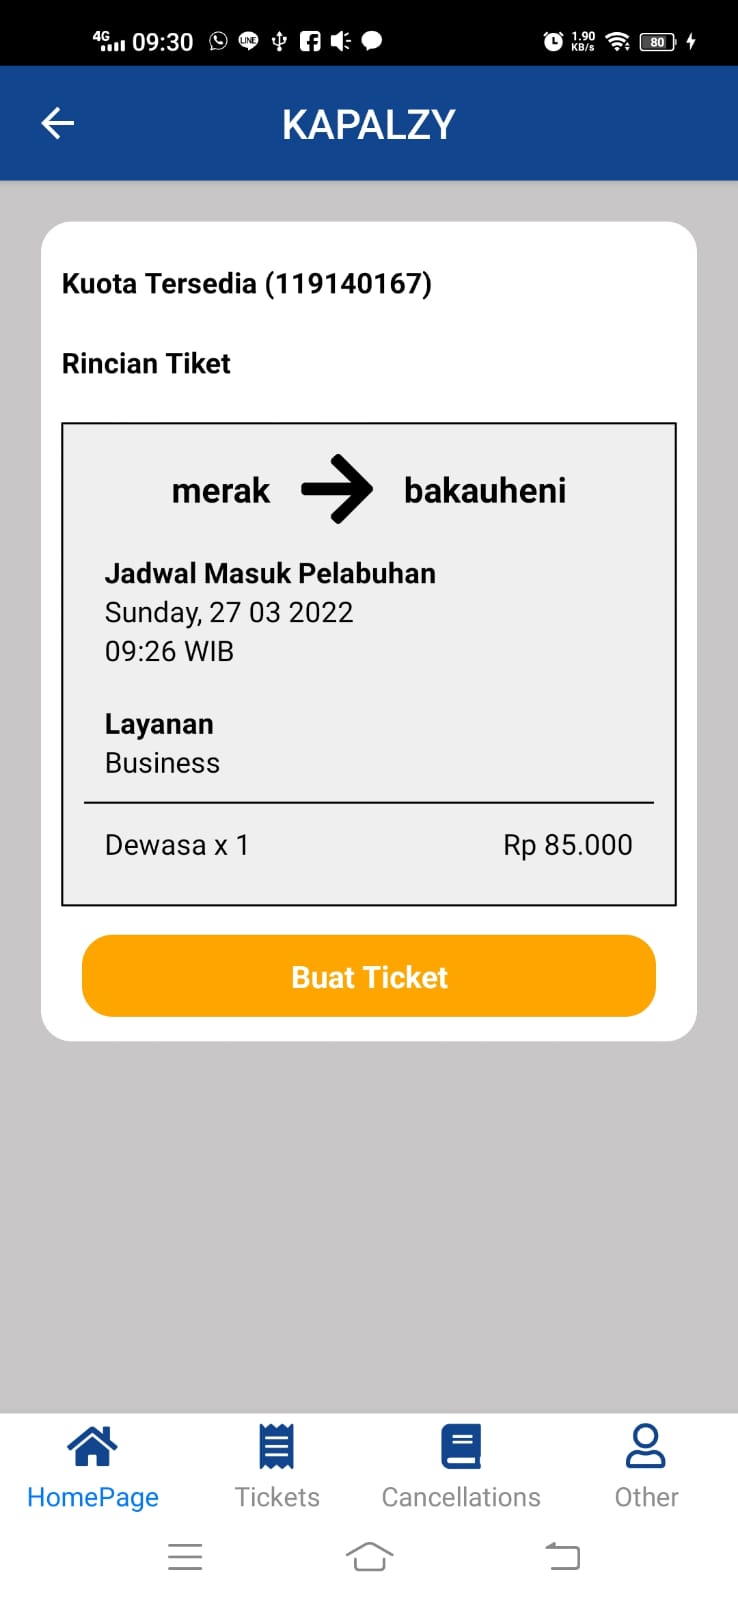 4G 09:30 LINE 1.90 KB/s 80
KAPALZY
Kuota Tersedia (119140167)
Rincian Tiket
merak bakauheni
Jadwal Masuk Pelabuhan
Sunday, 27 03 2022
09:26 WIB
Layanan
Business
Dewasa x 1 Rp 85.000
Buat Ticket
HomePage Tickets Cancellations Other